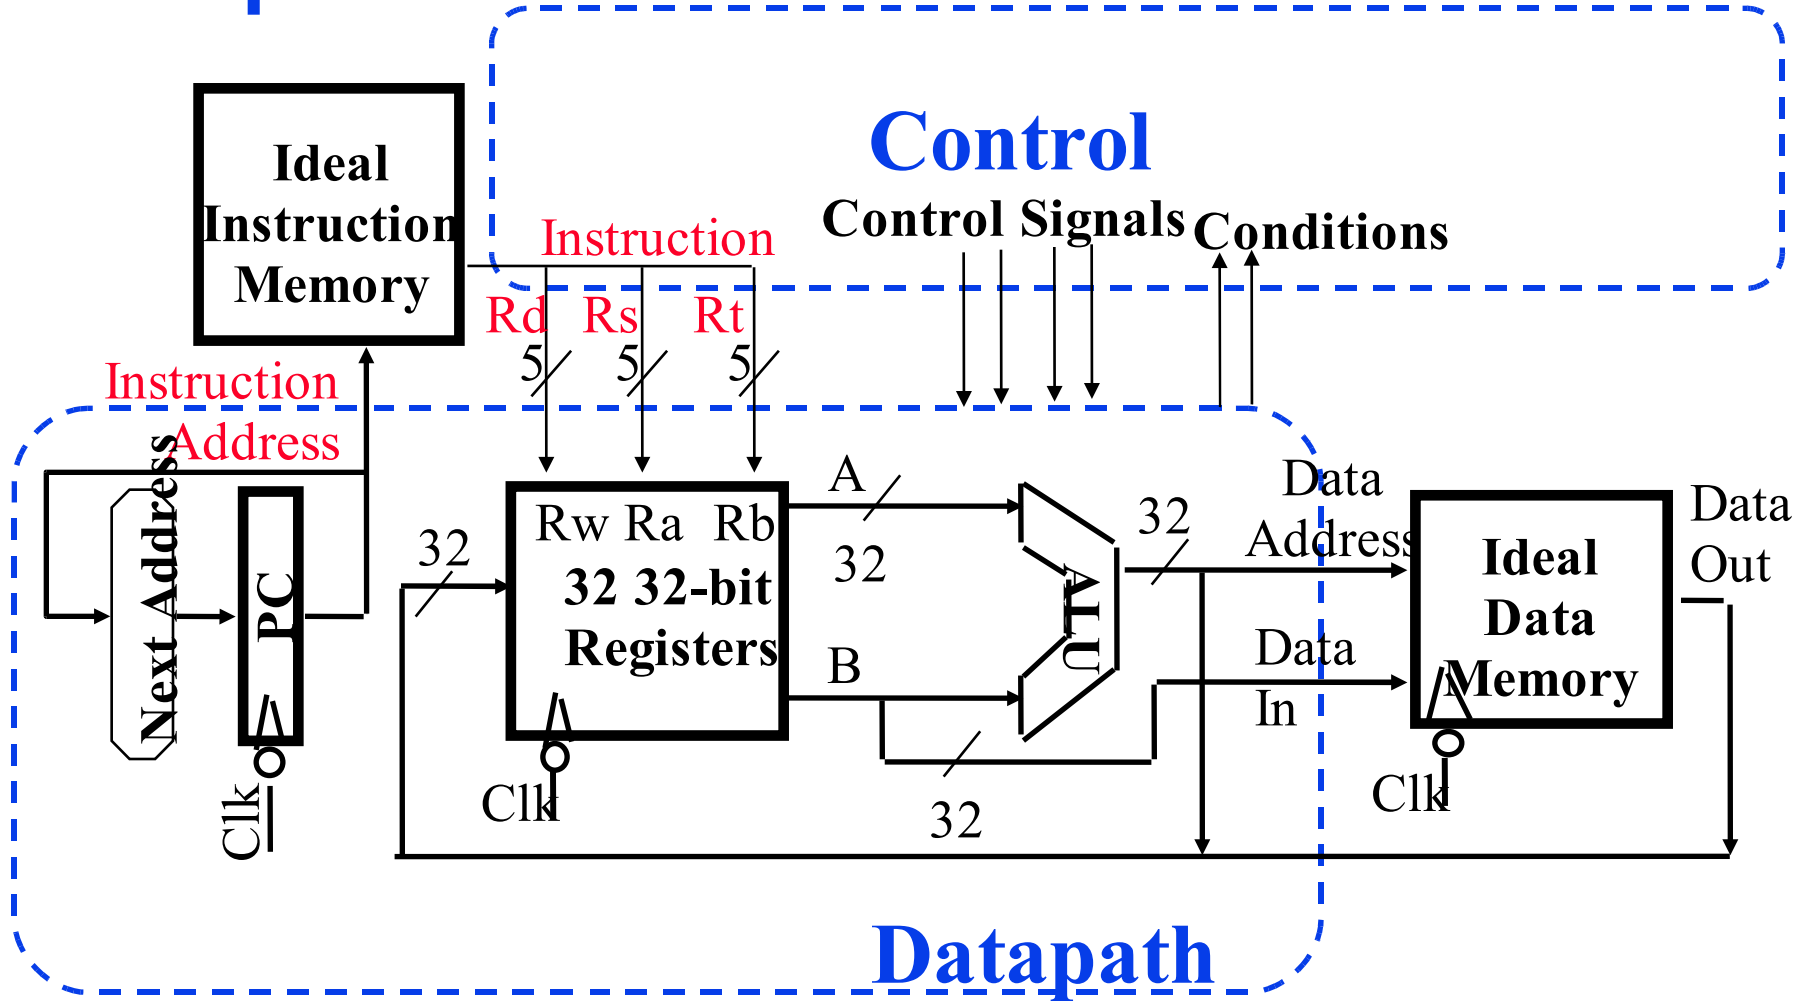 Control
Ideal
Instruction
Memory
Control Signals
Conditions
Instruction
Rd
Rs
Rt
5
5
5
Instruction
Address
Next Address
PC
Clk
32
Rw Ra Rb
32 32-bit
Registers
Clk
A
32
B
32
ALU
32
Data
Address
Data
In
Ideal
Data
Memory
Clk
Data
Out
Datapath